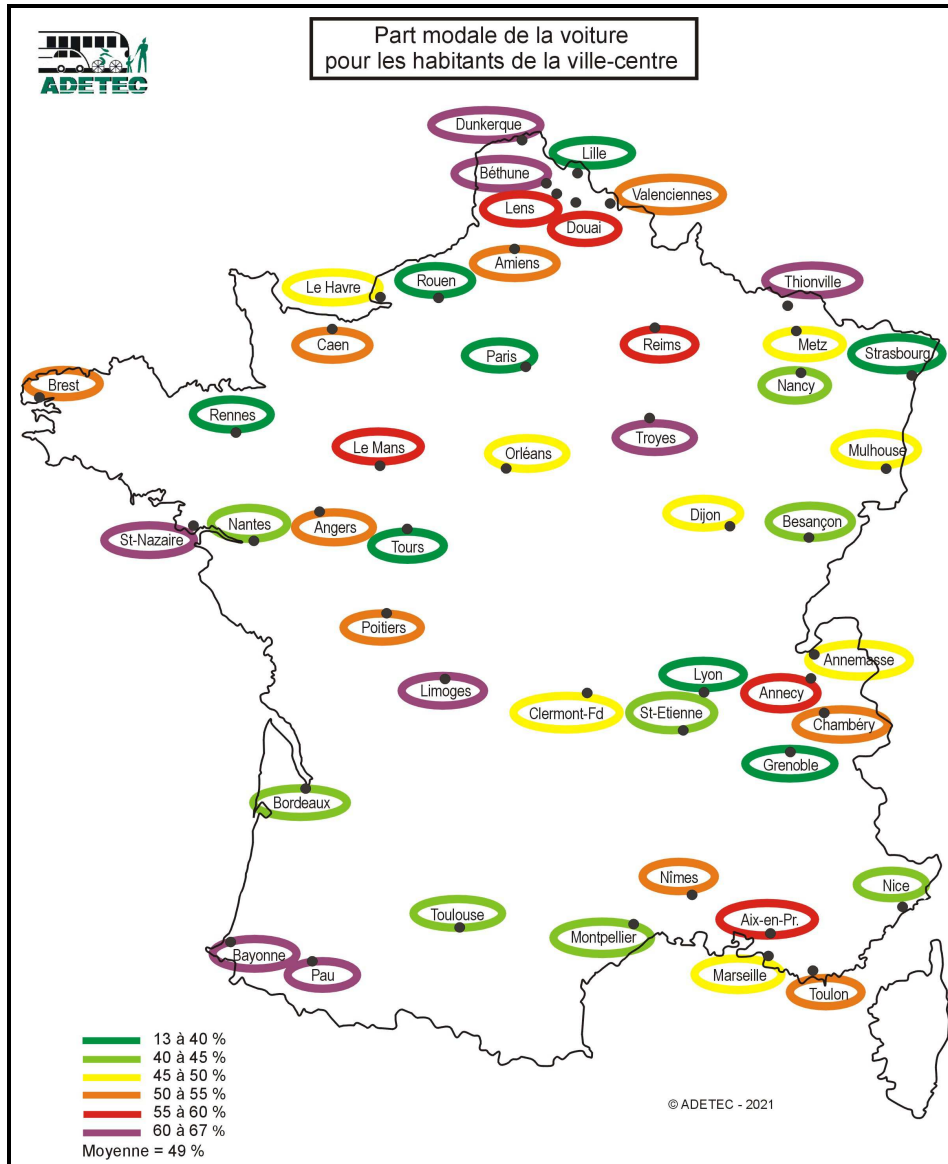 ADETEC
Part modale de la voiture
pour les habitants de la ville-centre
Dunkerque
Lille
Béthune
Valenciennes
Lens
Douai
Amiens
Le Havre
Rouen
Thionville
Caen
Paris
Reims
Metz
Strasbourg
Nancy
Brest
Rennes
Troyes
Le Mans
Orléans
Mulhouse
Dijon
Besançon
St-Nazaire
Nantes
Angers
Tours
Poitiers
Annemasse
Limoges
Lyon
Annecy
Clermont-Fd
St-Etienne
Chambéry
Grenoble
Bordeaux
Nîmes
Nice
Toulouse
Aix-en-Pr.
Montpellier
Bayonne
Pau
Marseille
Toulon
13 à 40 %
40 à 45 %
45 à 50 %
50 à 55 %
55 à 60 %
60 à 67 %
Moyenne = 49 %
© ADETEC - 2021